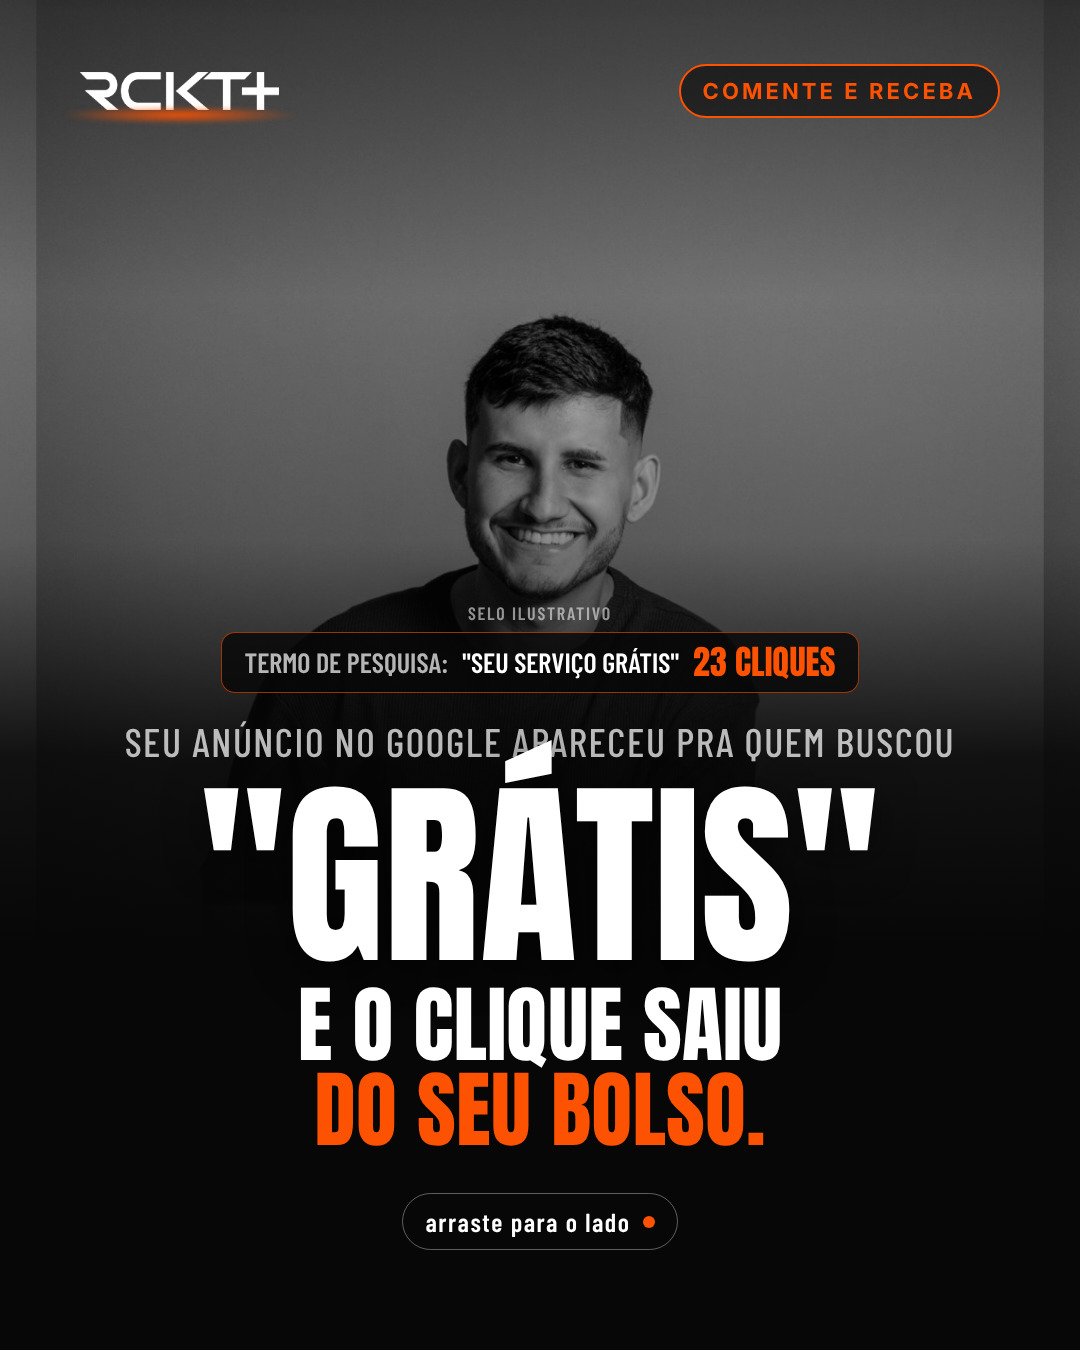 RCKT+
COMENTE E RECEBA
SELO ILUSTRATIVO
TERMO DE PESQUISA: "SEU SERVIÇO GRÁTIS" 23 CLIQUES
SEU ANÚNCIO NO GOOGLE APARECEU PRA QUEM BUSCOU
"GRÁTIS"
E O CLIQUE SAIU
DO SEU BOLSO.
arraste para o lado